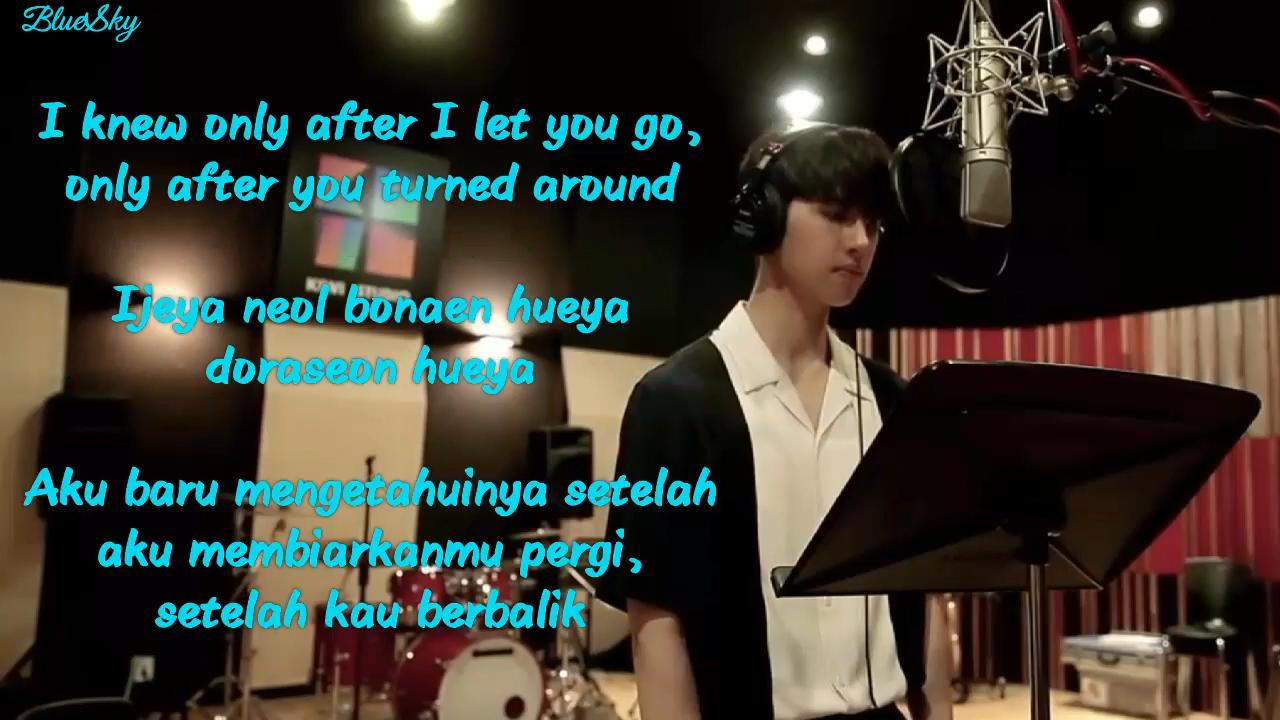 BlueSky
I knew only after I let you go,
only after you turned around
Ijeya neol bonaen hueya
doraseon hueya
Aku baru mengetahuinya setelah
aku membiarkanmu pergi,
setelah kau berbalik